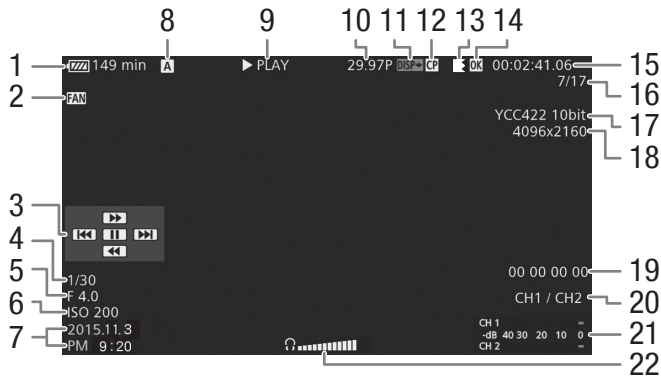 8 9 10 11 12 13 14
1 149 min A PLAY 29.97P DISP CP OK 00:02:41.06 15
7/17 16
2 FAN
YCC422 10bit 17
4096x2160 18
3
4 1/30
00 00 00 00 19
5 F 4.0
CH1 / CH2 20
6 ISO 200
7 2015.11.3
PM 9:20
CH 1
-dB 40 30 20 10 0 21
CH 2
22